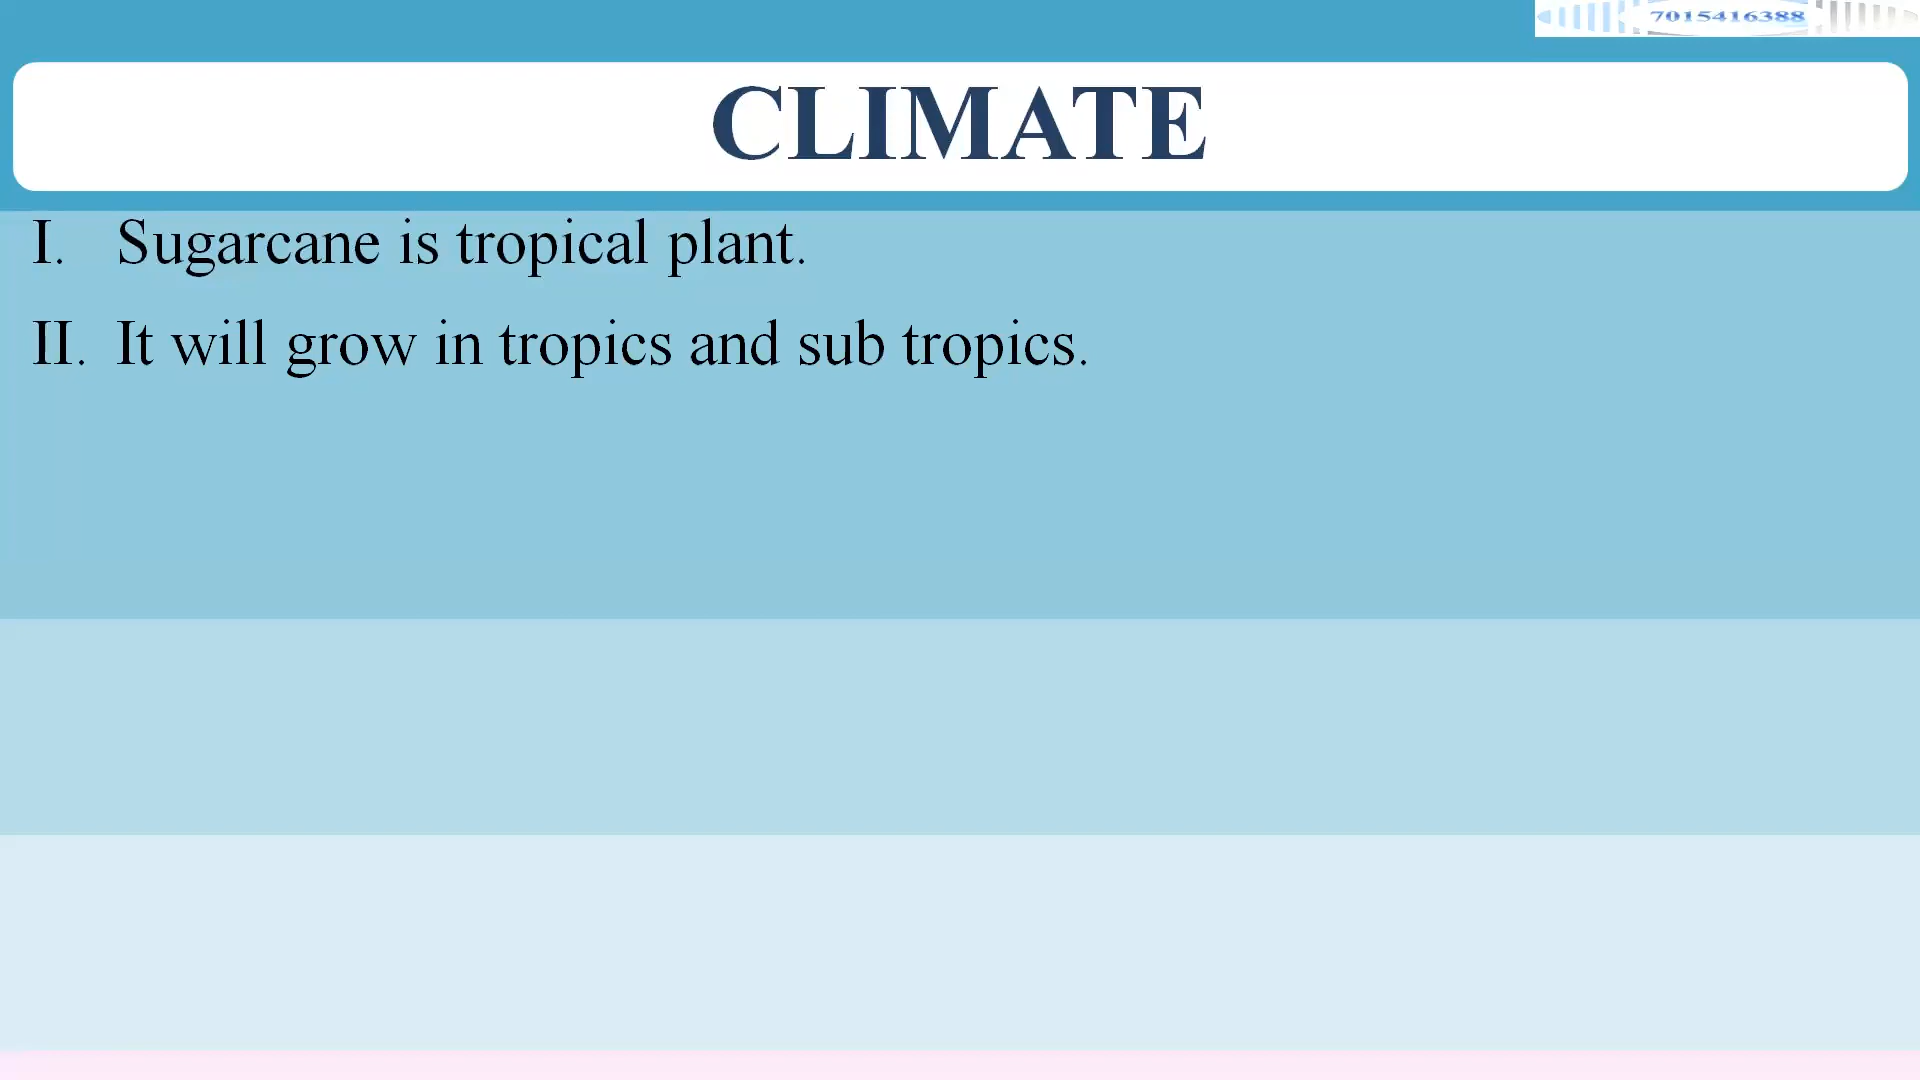 7015416388
CLIMATE
I. Sugarcane is tropical plant.
II. It will grow in tropics and sub tropics.